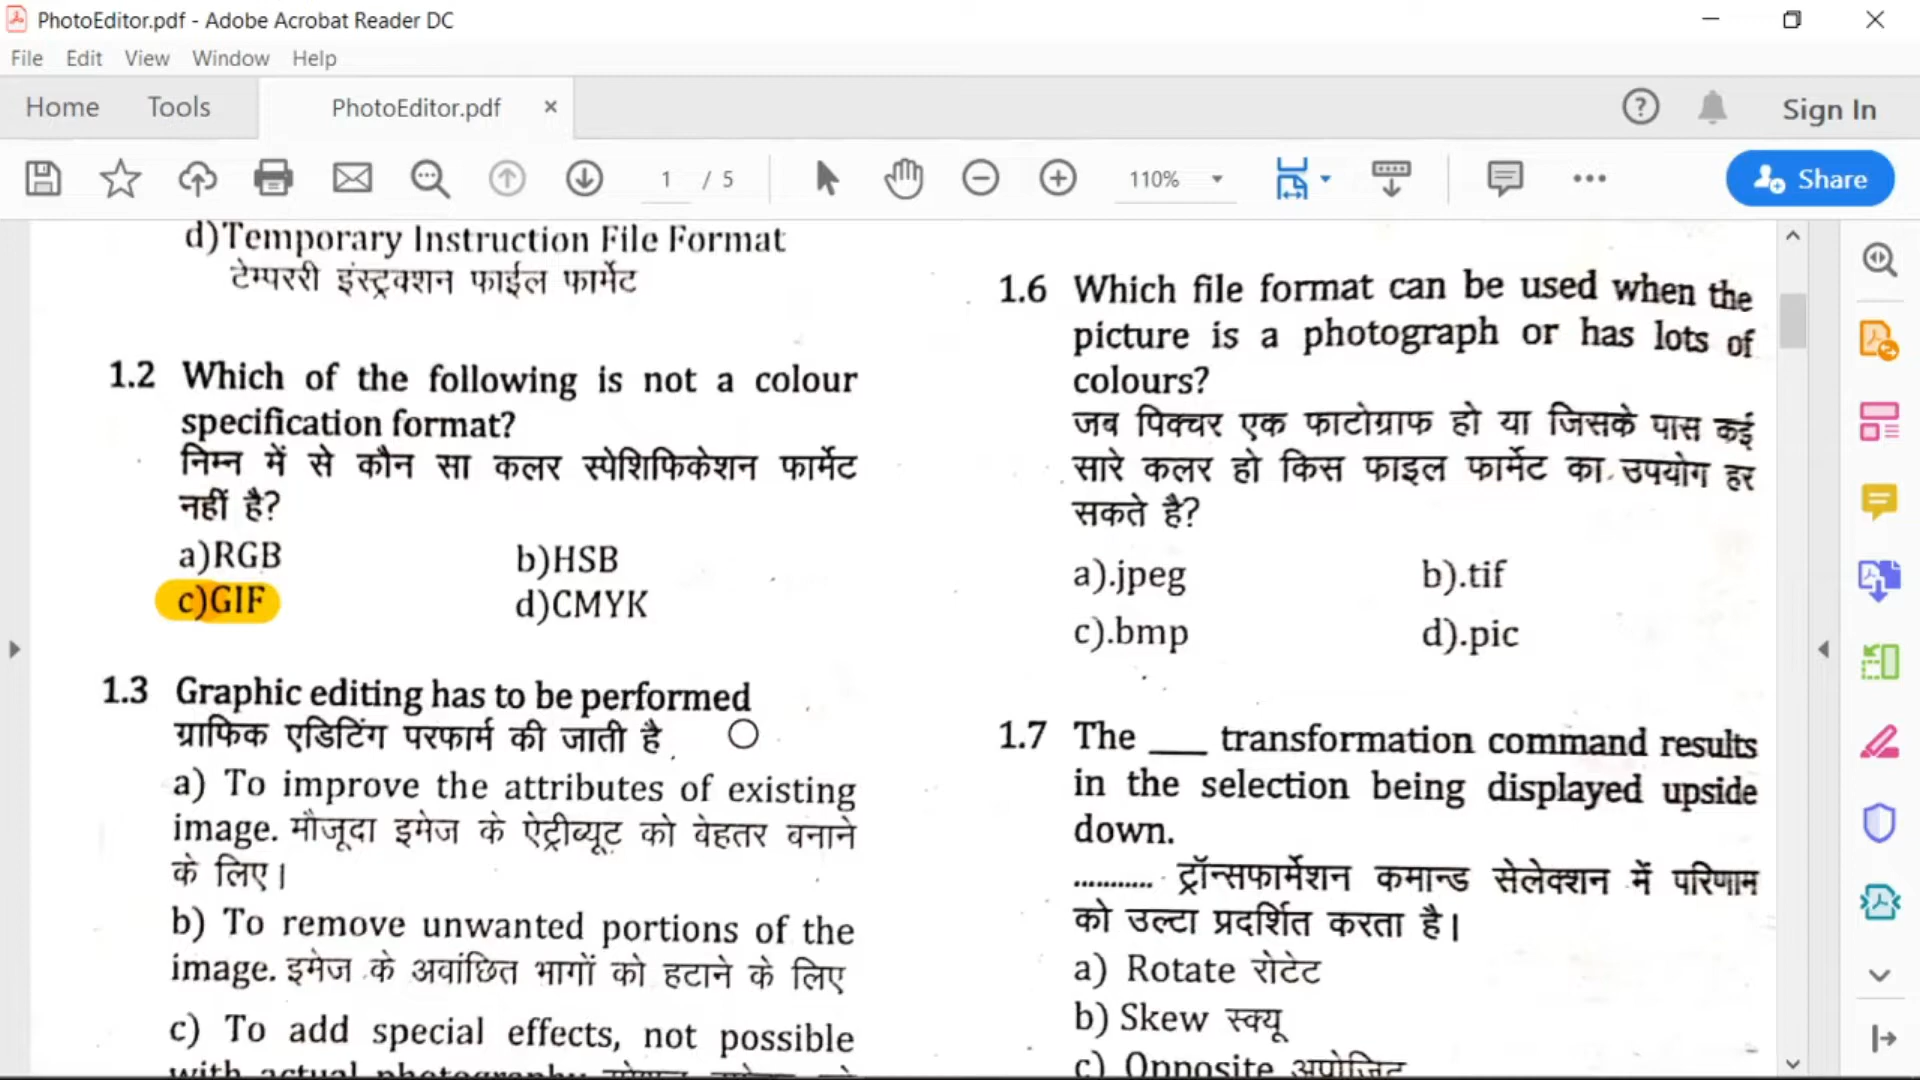 PhotoEditor.pdf - Adobe Acrobat Reader DC
File Edit View Window Help
Home Tools PhotoEditor.pdf × Sign In
1 / 5 110% Share
d)Temporary Instruction File Format
टेम्पररी इंस्ट्रक्शन फाईल फार्मेट
1.2 Which of the following is not a colour
specification format?
निम्न में से कौन सा कलर स्पेशिफिकेशन फार्मेट
नहीं है?
a)RGB b)HSB
c)GIF d)CMYK
1.3 Graphic editing has to be performed
ग्राफिक एडिटिंग परफार्म की जाती है
a) To improve the attributes of existing
image. मौजूदा इमेज के ऐट्रीब्यूट को वेहतर बनाने
के लिए।
b) To remove unwanted portions of the
image. इमेज के अवांछित भागों को हटाने के लिए
c) To add special effects, not possible
with actual photography
1.6 Which file format can be used when the
picture is a photograph or has lots of
colours?
जब पिक्चर एक फाटोग्राफ हो या जिसके पास कई
सारे कलर हो किस फाइल फार्मेट का उपयोग हर
सकते है?
a).jpeg b).tif
c).bmp d).pic
1.7 The ___ transformation command results
in the selection being displayed upside
down.
........... ट्रॉन्सफार्मेशन कमान्ड सेलेक्शन में परिणाम
को उल्टा प्रदर्शित करता है।
a) Rotate रोटेट
b) Skew स्क्यू
c) Opposite अपोजिट